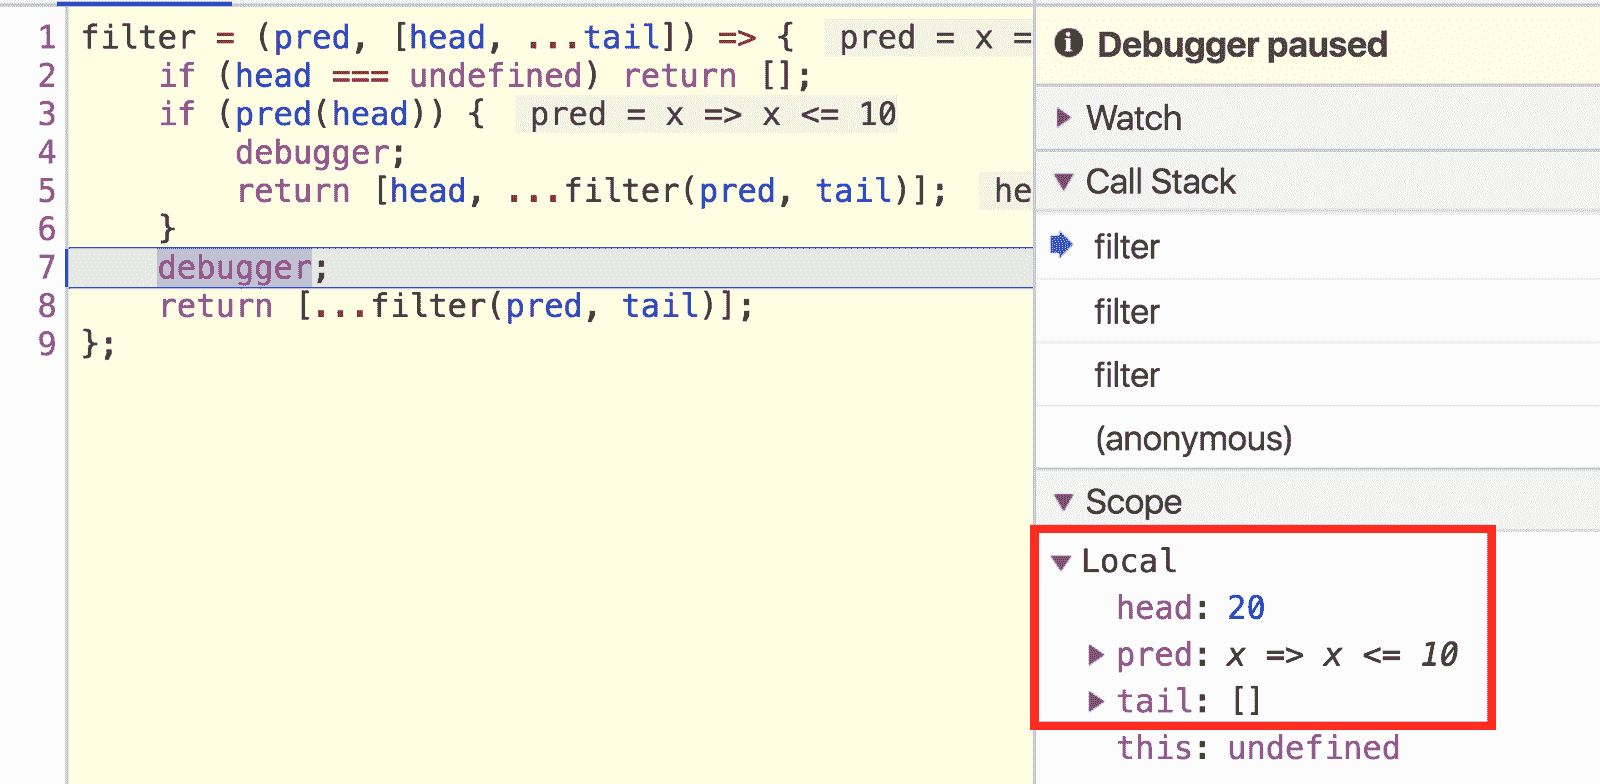 1 filter = (pred, [head, ...tail]) => { pred = x =
2 if (head === undefined) return [];
3 if (pred(head)) { pred = x => x <= 10
4 debugger;
5 return [head, ...filter(pred, tail)]; he
6 }
7 debugger;
8 return [...filter(pred, tail)];
9 };
Debugger paused
Watch
Call Stack
filter
filter
filter
(anonymous)
Scope
Local
head: 20
pred: x => x <= 10
tail: []
this: undefined